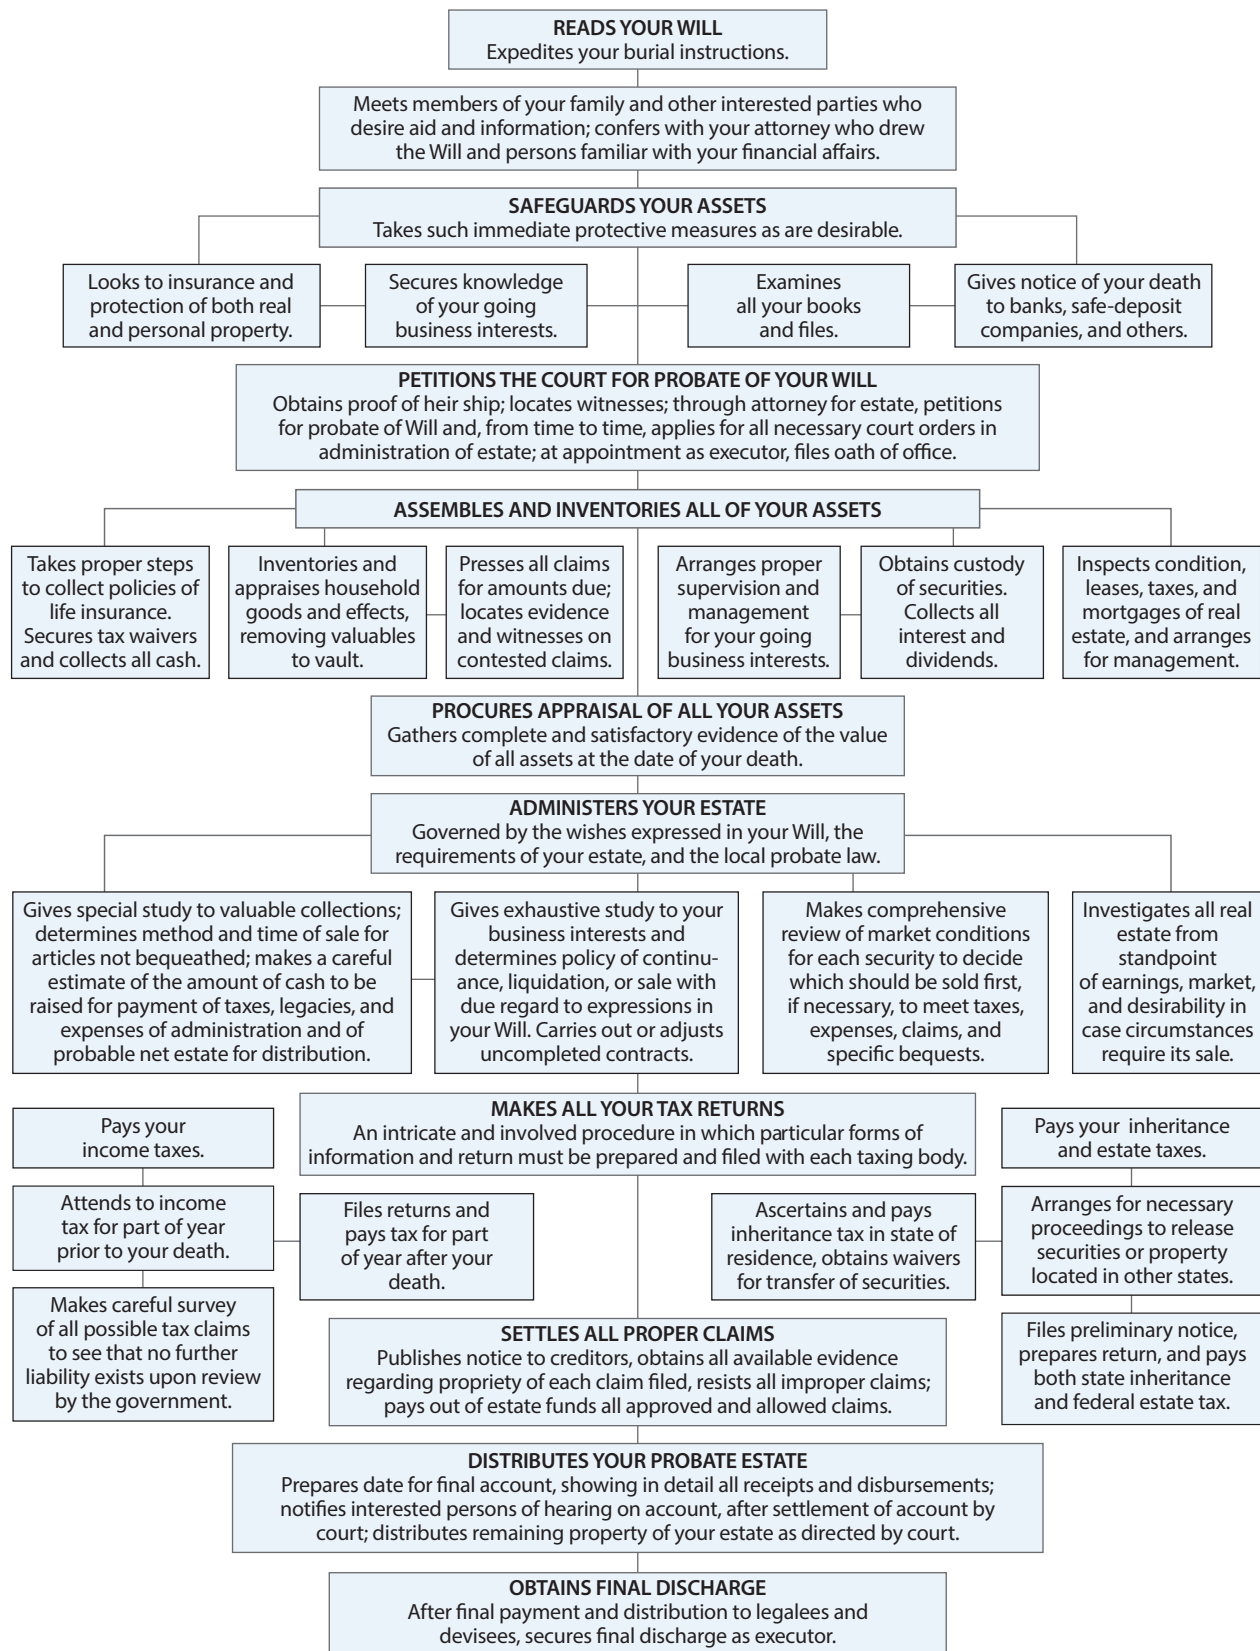 READS YOUR WILL
Expedites your burial instructions.
Meets members of your family and other interested parties who
desire aid and information; confers with your attorney who drew
the Will and persons familiar with your financial affairs.
SAFEGUARDS YOUR ASSETS
Takes such immediate protective measures as are desirable.
Looks to insurance and
protection of both real
and personal property.
Secures knowledge
of your going
business interests.
Examines
all your books
and files.
Gives notice of your death
to banks, safe-deposit
companies, and others.
PETITIONS THE COURT FOR PROBATE OF YOUR WILL
Obtains proof of heir ship; locates witnesses; through attorney for estate, petitions
for probate of Will and, from time to time, applies for all necessary court orders in
administration of estate; at appointment as executor, files oath of office.
ASSEMBLES AND INVENTORIES ALL OF YOUR ASSETS
Takes proper steps
to collect policies of
life insurance.
Secures tax waivers
and collects all cash.
Inventories and
appraises household
goods and effects,
removing valuables
to vault.
Presses all claims
for amounts due;
locates evidence
and witnesses on
contested claims.
Arranges proper
supervision and
management
for your going
business interests.
Obtains custody
of securities.
Collects all
interest and
dividends.
Inspects condition,
leases, taxes, and
mortgages of real
estate, and arranges
for management.
PROCURES APPRAISAL OF ALL YOUR ASSETS
Gathers complete and satisfactory evidence of the value
of all assets at the date of your death.
ADMINISTERS YOUR ESTATE
Governed by the wishes expressed in your Will, the
requirements of your estate, and the local probate law.
Gives special study to valuable collections;
determines method and time of sale for
articles not bequeathed; makes a careful
estimate of the amount of cash to be
raised for payment of taxes, legacies, and
expenses of administration and of
probable net estate for distribution.
Gives exhaustive study to your
business interests and
determines policy of continu-
ance, liquidation, or sale with
due regard to expressions in
your Will. Carries out or adjusts
uncompleted contracts.
Makes comprehensive
review of market conditions
for each security to decide
which should be sold first,
if necessary, to meet taxes,
expenses, claims, and
specific bequests.
Investigates all real
estate from
standpoint
of earnings, market,
and desirability in
case circumstances
require its sale.
MAKES ALL YOUR TAX RETURNS
An intricate and involved procedure in which particular forms of
information and return must be prepared and filed with each taxing body.
Pays your
income taxes.
Attends to income
tax for part of year
prior to your death.
Files returns and
pays tax for part
of year after your
death.
Makes careful survey
of all possible tax claims
to see that no further
liability exists upon review
by the government.
Pays your inheritance
and estate taxes.
Ascertains and pays
inheritance tax in state of
residence, obtains waivers
for transfer of securities.
Arranges for necessary
proceedings to release
securities or property
located in other states.
Files preliminary notice,
prepares return, and pays
both state inheritance
and federal estate tax.
SETTLES ALL PROPER CLAIMS
Publishes notice to creditors, obtains all available evidence
regarding propriety of each claim filed, resists all improper claims;
pays out of estate funds all approved and allowed claims.
DISTRIBUTES YOUR PROBATE ESTATE
Prepares date for final account, showing in detail all receipts and disbursements;
notifies interested persons of hearing on account, after settlement of account by
court; distributes remaining property of your estate as directed by court.
OBTAINS FINAL DISCHARGE
After final payment and distribution to legalees and
devisees, secures final discharge as executor.